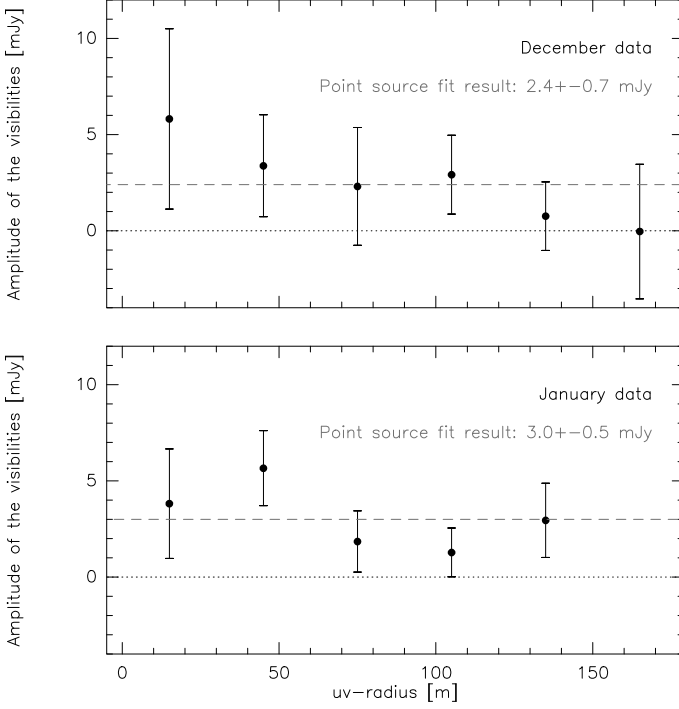 Amplitude of the visibilities [mJy]
10
5
0
December data
Point source fit result: 2.4+−0.7 mJy
Amplitude of the visibilities [mJy]
10
5
0
January data
Point source fit result: 3.0+−0.5 mJy
0 50 100 150
uv−radius [m]